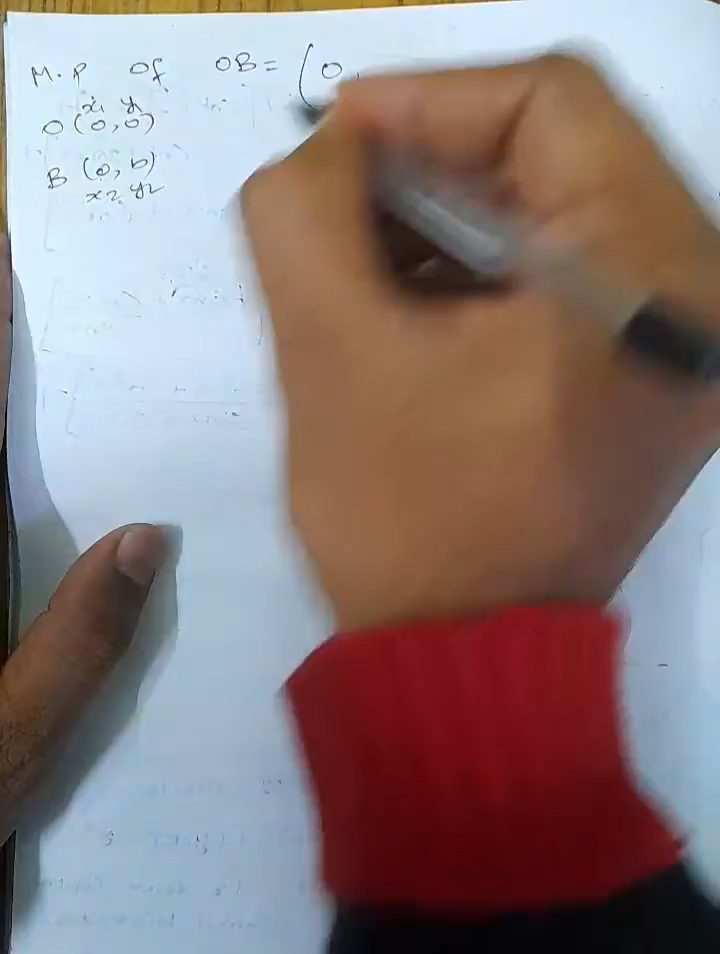 M.P of OB = (0,
x1 y1
O (0,0)
B (0, b)
x2 y2